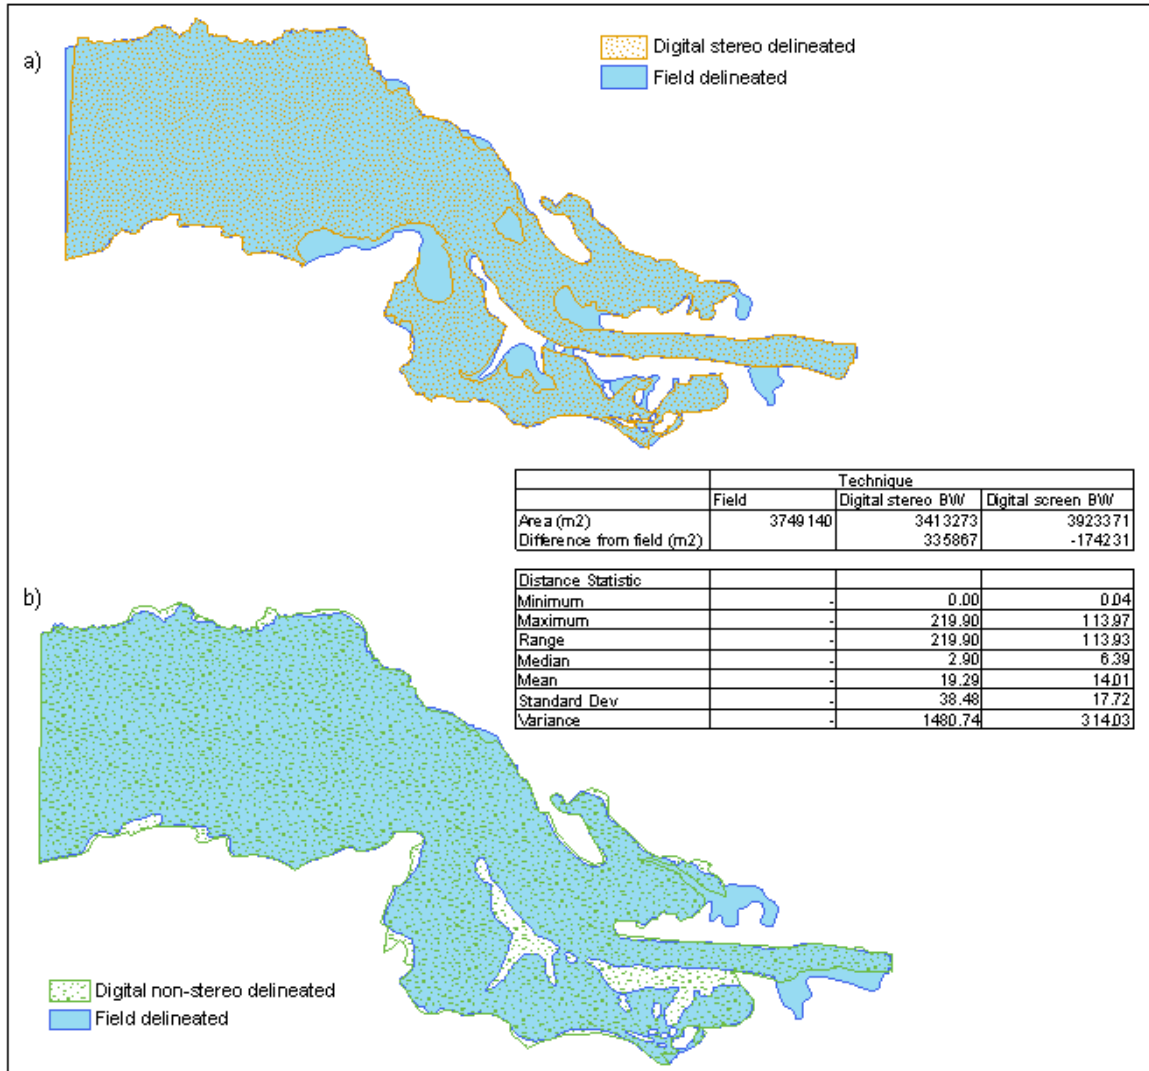 a)
Digital stereo delineated
Field delineated
Technique
Field Digital stereo BW Digital screen BW
Area (m2) 3749140 3413273 3923371
Difference from field (m2) 335867 -174231
Distance Statistic
Minimum - 0.00 0.04
Maximum - 219.90 113.97
Range - 219.90 113.93
Median - 2.90 6.39
Mean - 19.29 14.01
Standard Dev - 38.48 17.72
Variance - 1480.74 314.03
b)
Digital non-stereo delineated
Field delineated